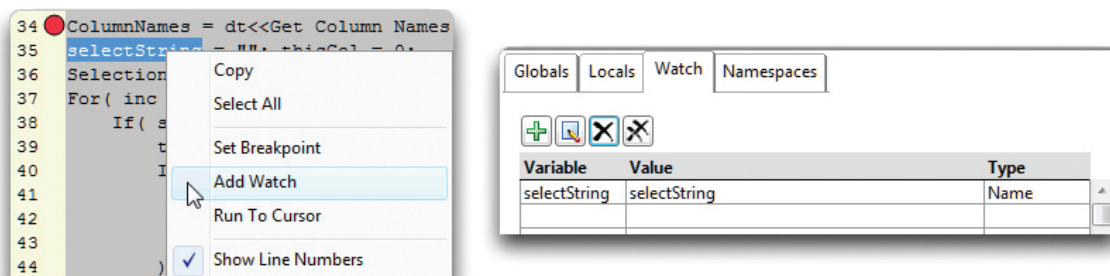 34 ColumnNames = dt<<Get Column Names
35 selectString = ""; thisCol = 0;
36 Selection
37 For( inc
38 If( s
39 t
40 I
41
42
43
44 )
Copy
Select All
Set Breakpoint
Add Watch
Run To Cursor
Show Line Numbers
Globals Locals Watch Namespaces
Variable Value Type
selectString selectString Name